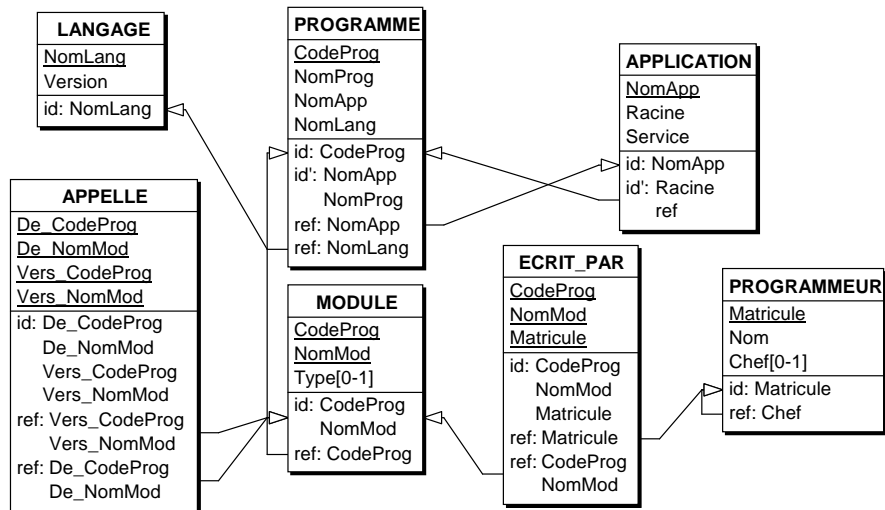 LANGAGE
NomLang
Version
id: NomLang
PROGRAMME
CodeProg
NomProg
NomApp
NomLang
id: CodeProg
id': NomApp
NomProg
ref: NomApp
ref: NomLang
APPLICATION
NomApp
Racine
Service
id: NomApp
id': Racine
ref
APPELLE
De_CodeProg
De_NomMod
Vers_CodeProg
Vers_NomMod
id: De_CodeProg
De_NomMod
Vers_CodeProg
Vers_NomMod
ref: Vers_CodeProg
Vers_NomMod
ref: De_CodeProg
De_NomMod
MODULE
CodeProg
NomMod
Type[0-1]
id: CodeProg
NomMod
ref: CodeProg
ECRIT_PAR
CodeProg
NomMod
Matricule
id: CodeProg
NomMod
Matricule
ref: Matricule
ref: CodeProg
NomMod
PROGRAMMEUR
Matricule
Nom
Chef[0-1]
id: Matricule
ref: Chef